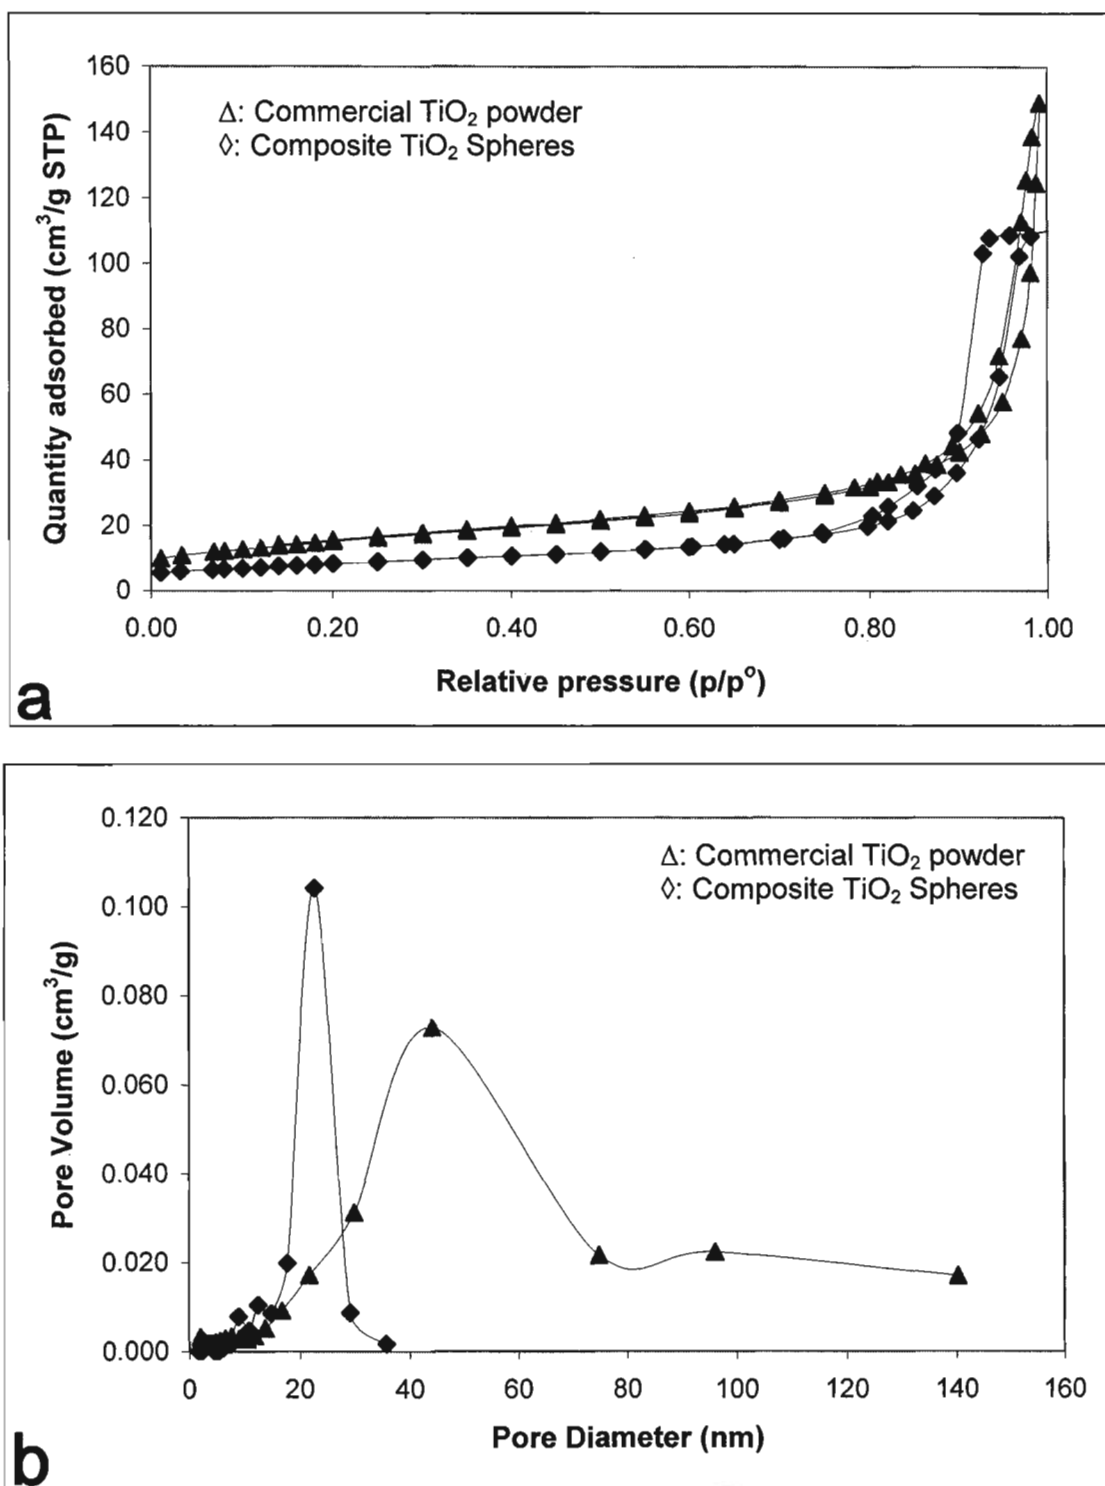 160
140
120
100
80
60
40
20
0
Quantity adsorbed (cm³/g STP)
Δ: Commercial TiO₂ powder
◊: Composite TiO₂ Spheres
0.00 0.20 0.40 0.60 0.80 1.00
Relative pressure (p/pᵒ)
a
0.120
0.100
0.080
0.060
0.040
0.020
0.000
Pore Volume (cm³/g)
Δ: Commercial TiO₂ powder
◊: Composite TiO₂ Spheres
0 20 40 60 80 100 120 140 160
Pore Diameter (nm)
b